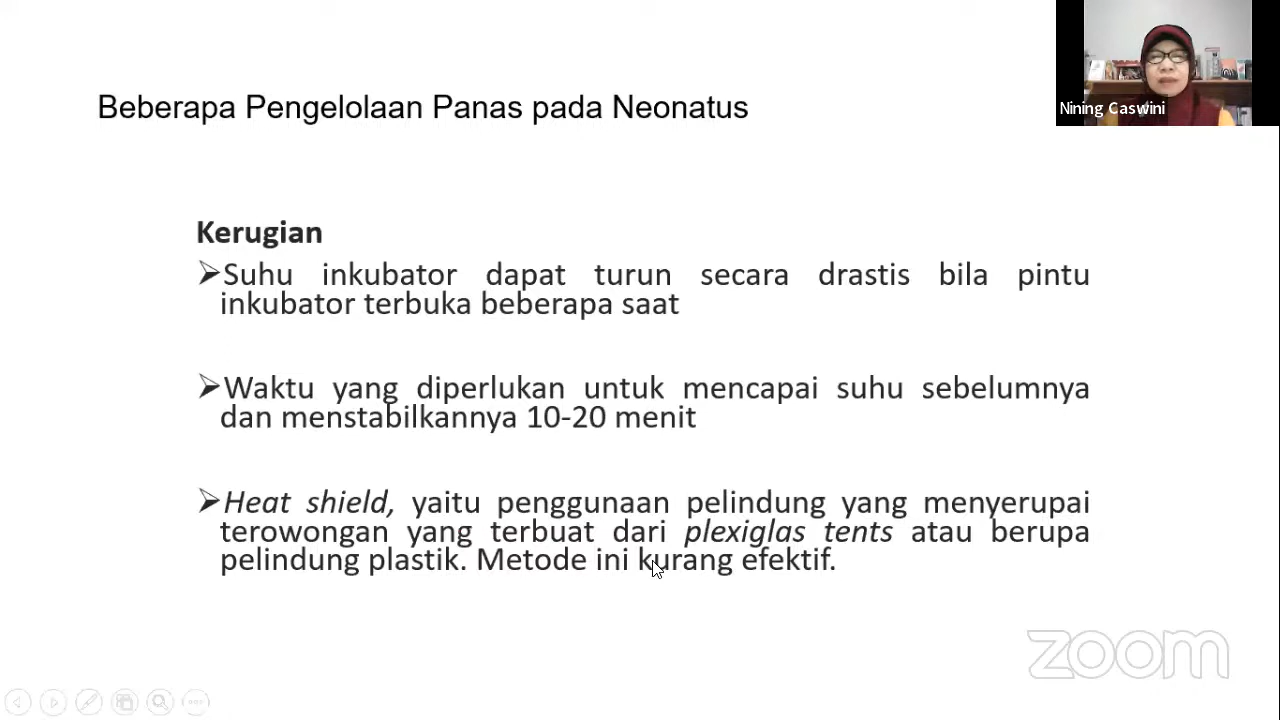 Beberapa Pengelolaan Panas pada Neonatus
Nining Caswini
Kerugian
Suhu inkubator dapat turun secara drastis bila pintu
inkubator terbuka beberapa saat
Waktu yang diperlukan untuk mencapai suhu sebelumnya
dan menstabilkannya 10-20 menit
Heat shield, yaitu penggunaan pelindung yang menyerupai
terowongan yang terbuat dari plexiglas tents atau berupa
pelindung plastik. Metode ini kurang efektif.
zoom